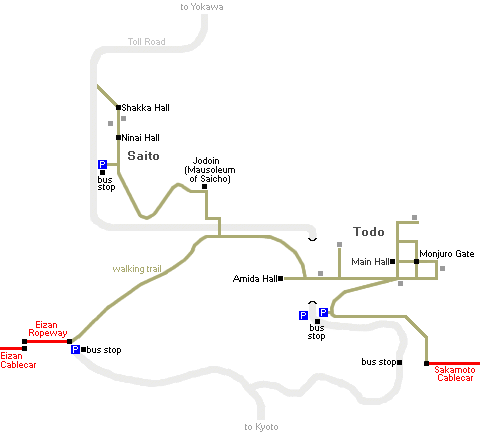 to Yokawa
Toll Road
Shakka Hall
Ninai Hall
Saito
P
bus
stop
Jodoin
(Mausoleum
of Saicho)
Todo
Main Hall
Monjuro Gate
walking trail
Amida Hall
P
P
bus
stop
Eizan
Ropeway
Eizan
Cablecar
P
bus stop
bus stop
Sakamoto
Cablecar
to Kyoto